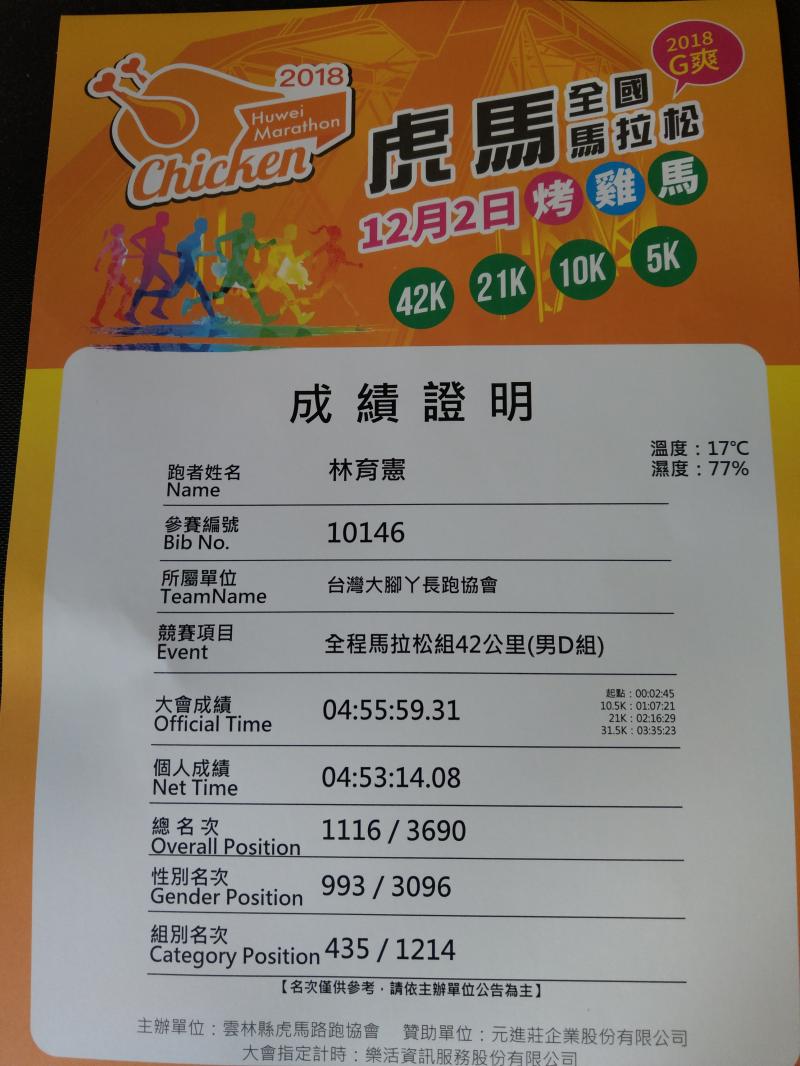 2018
Huwei
Marathon
Chicken
2018
G爽
虎馬
全國
馬拉松
12月2日 烤雞馬
42K 21K 10K 5K
成績證明
溫度：17℃
濕度：77%
跑者姓名
Name
林育憲
參賽編號
Bib No.
10146
所屬單位
TeamName
台灣大腳丫長跑協會
競賽項目
Event
全程馬拉松組42公里(男D組)
大會成績
Official Time
04:55:59.31
起點：00:02:45
10.5K：01:07:21
21K：02:16:29
31.5K：03:35:23
個人成績
Net Time
04:53:14.08
總名次
Overall Position
1116 / 3690
性別名次
Gender Position
993 / 3096
組別名次
Category Position
435 / 1214
【名次僅供參考，請依主辦單位公告為主】
主辦單位：雲林縣虎馬路跑協會 贊助單位：元進莊企業股份有限公司
大會指定計時：樂活資訊服務股份有限公司